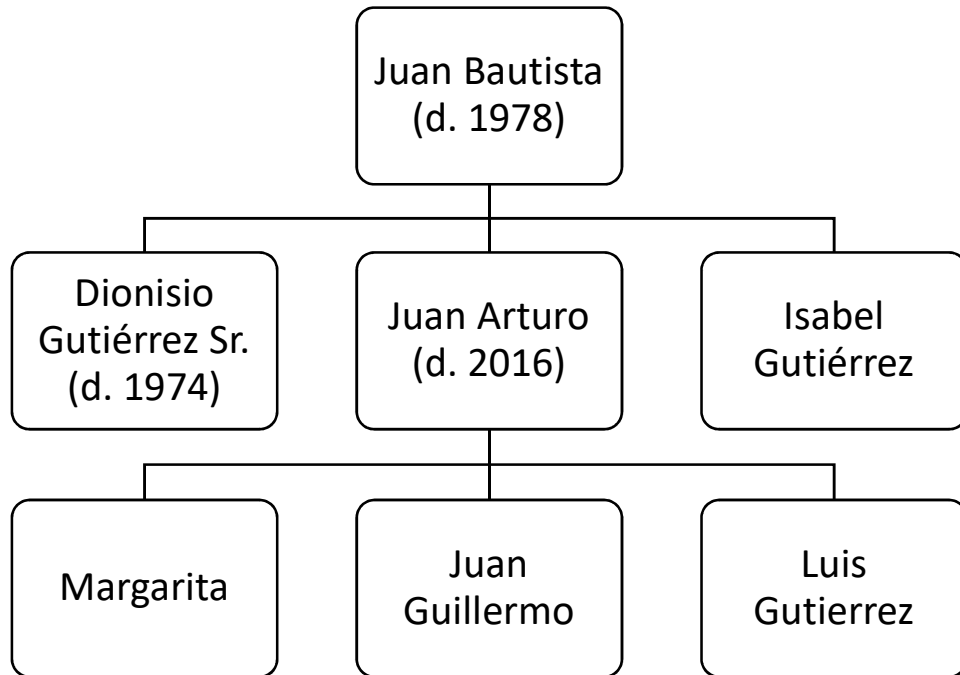 Juan Bautista
(d. 1978)
Dionisio
Gutiérrez Sr.
(d. 1974)
Juan Arturo
(d. 2016)
Isabel
Gutiérrez
Margarita
Juan
Guillermo
Luis
Gutierrez